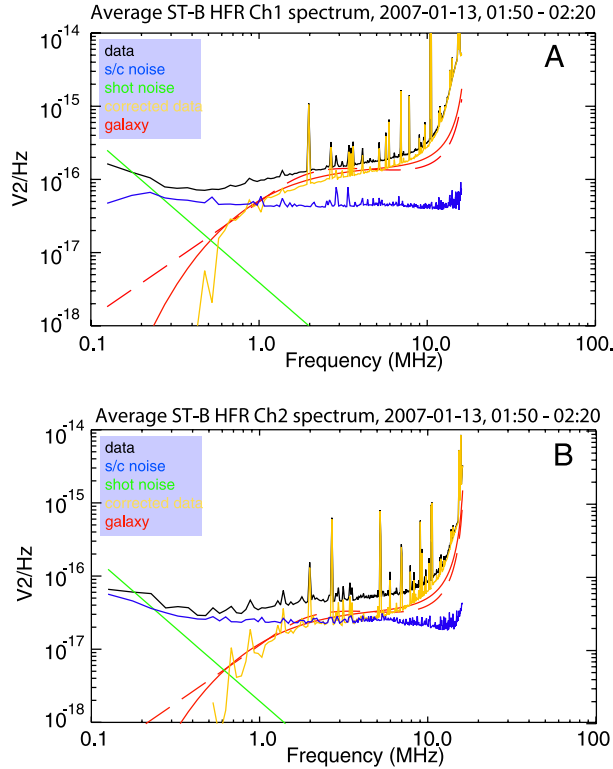 Average ST-B HFR Ch1 spectrum, 2007-01-13, 01:50 - 02:20
A
data
s/c noise
shot noise
corrected data
galaxy
V2/Hz
10-14
10-15
10-16
10-17
10-18
0.1 1.0 10.0 100.
Frequency (MHz)
Average ST-B HFR Ch2 spectrum, 2007-01-13, 01:50 - 02:20
B
data
s/c noise
shot noise
corrected data
galaxy
V2/Hz
10-14
10-15
10-16
10-17
10-18
0.1 1.0 10.0 100.0
Frequency (MHz)